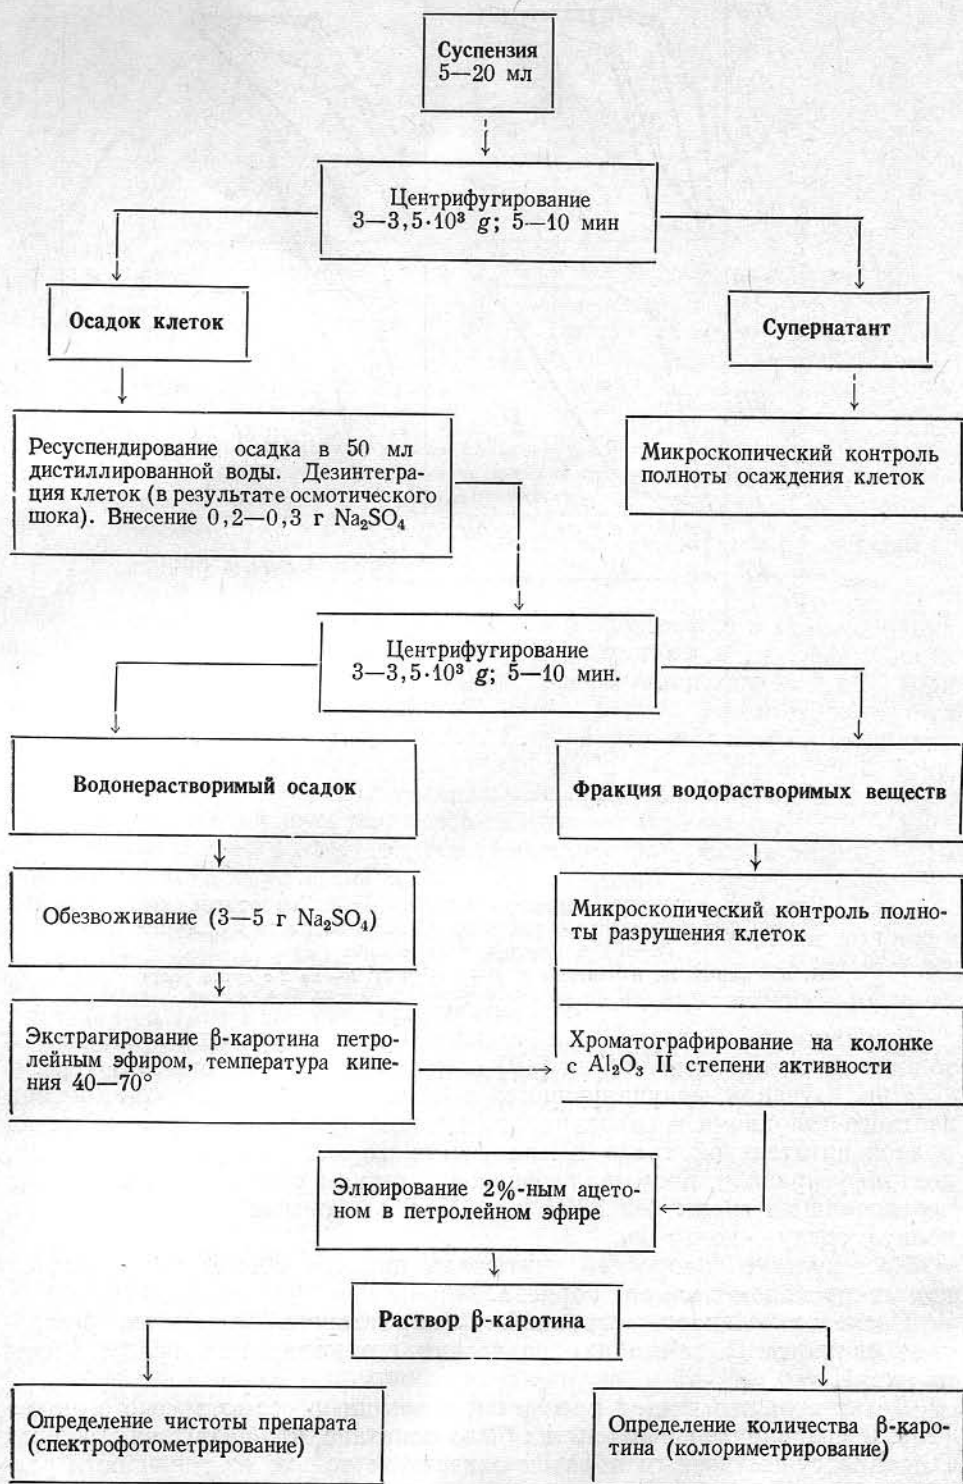 Суспензия
5—20 мл
Центрифугирование
3—3,5·10³ g; 5—10 мин
Осадок клеток
Супернатант
Ресуспендирование осадка в 50 мл
дистиллированной воды. Дезинтегра-
ция клеток (в результате осмотического
шока). Внесение 0,2—0,3 г Na₂SO₄
Микроскопический контроль
полноты осаждения клеток
Центрифугирование
3—3,5·10³ g; 5—10 мин.
Водонерастворимый осадок
Фракция водорастворимых веществ
Обезвоживание (3—5 г Na₂SO₄)
Микроскопический контроль полно-
ты разрушения клеток
Экстрагирование β-каротина петро-
лейным эфиром, температура кипе-
ния 40—70°
Хроматографирование на колонке
с Al₂O₃ II степени активности
Элюирование 2%-ным ацето-
ном в петролейном эфире
Раствор β-каротина
Определение чистоты препарата
(спектрофотометрирование)
Определение количества β-каро-
тина (колориметрирование)